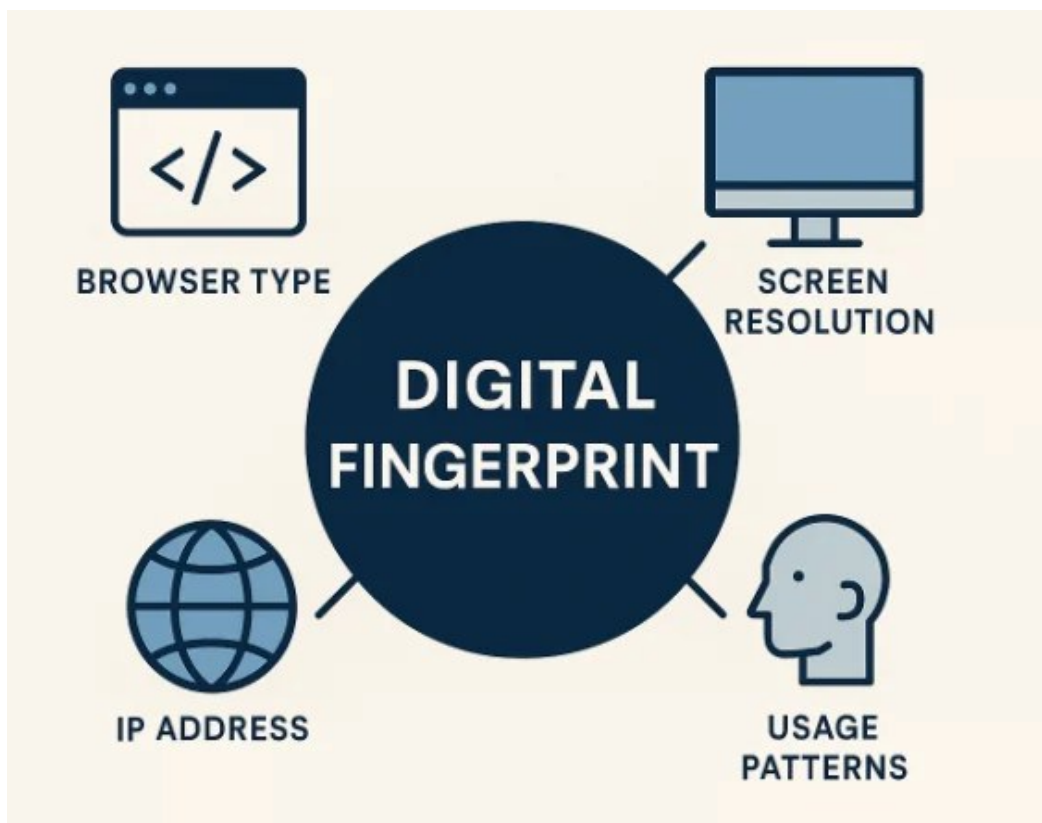 BROWSER TYPE
SCREEN
RESOLUTION
DIGITAL
FINGERPRINT
IP ADDRESS
USAGE
PATTERNS